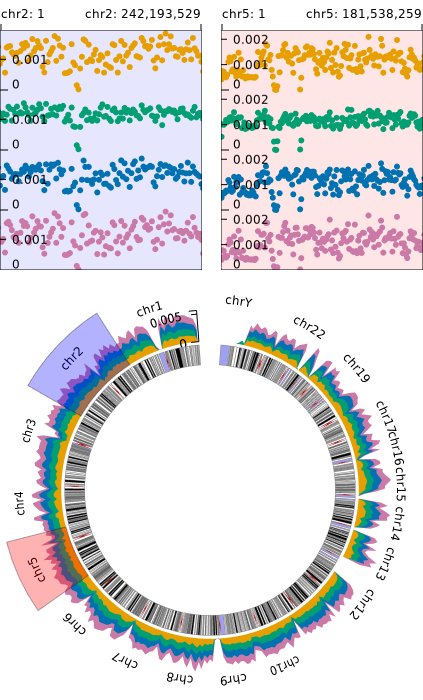 chr2: 1 chr2: 242,193,529 chr5: 1 chr5: 181,538,259
0.001
0
0.001
0
0.001
0
0.001
0
0.002
0.001
0
0.002
0.001
0
0.002
0.001
0
0.002
0.001
0
chr1
0.005
0
chrY
chr22
chr19
chr17
chr16
chr15
chr14
chr13
chr12
chr10
chr9
chr8
chr7
chr6
chr5
chr4
chr3
chr2